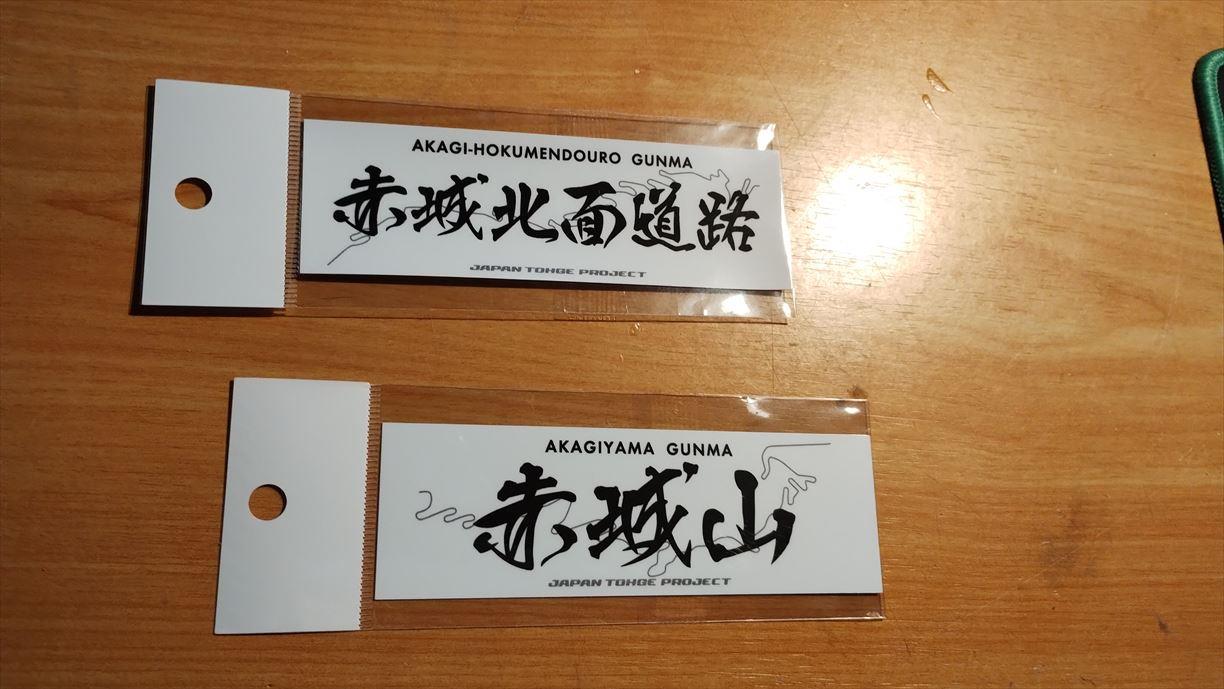 AKAGI-HOKUMENDOURO GUNMA
赤城北面道路
JAPAN TOHGE PROJECT
AKAGIYAMA GUNMA
赤城山
JAPAN TOHGE PROJECT